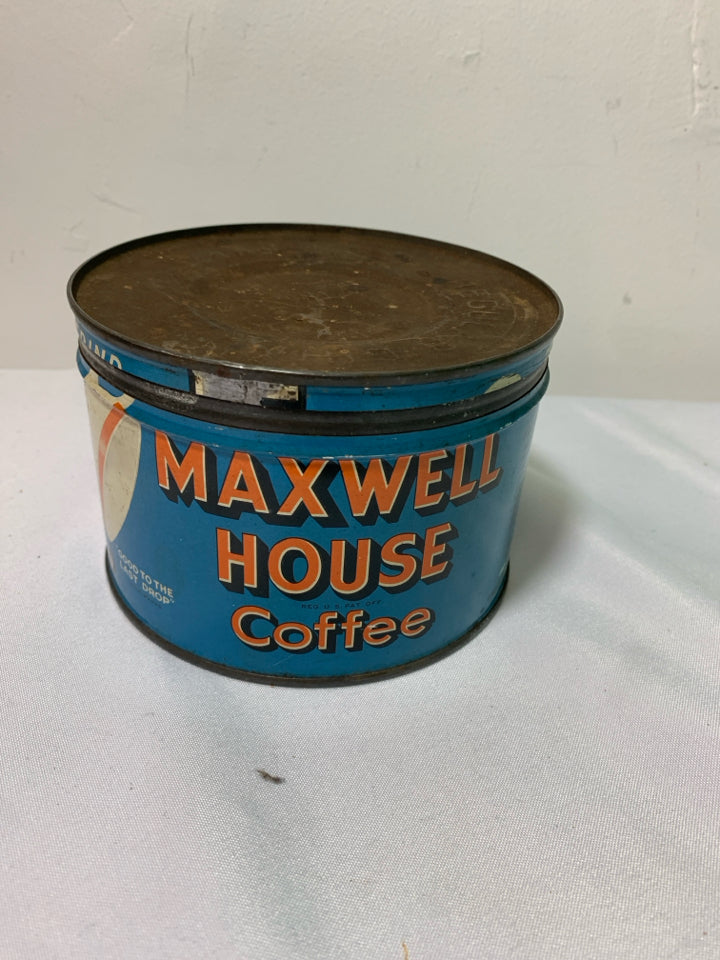 MAXWELL
HOUSE
REG. U.S. PAT. OFF.
Coffee
GOOD TO THE
LAST DROP